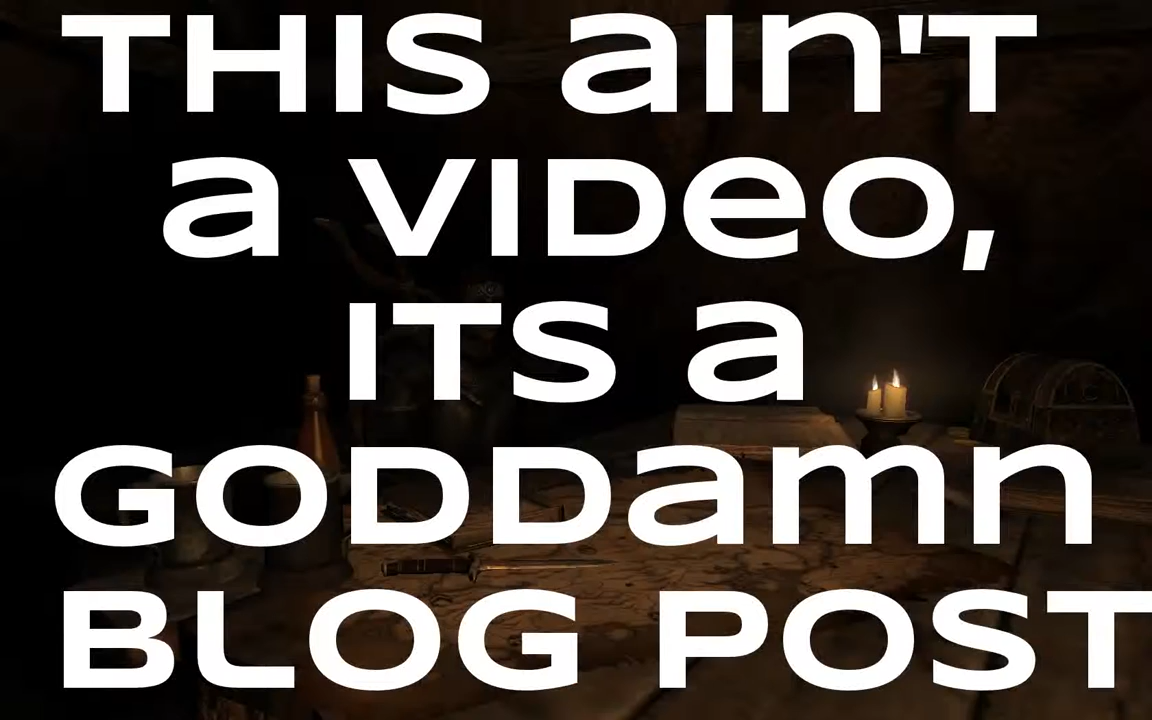 THIS aIn'T
a VIDeO,
ITS a
GODDamn
BLOG POST